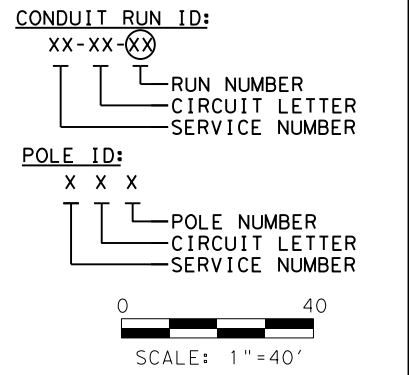 CONDUIT RUN ID:
XX-XX-XX
RUN NUMBER
CIRCUIT LETTER
SERVICE NUMBER
POLE ID:
X X X
POLE NUMBER
CIRCUIT LETTER
SERVICE NUMBER
0 40
SCALE: 1"=40'